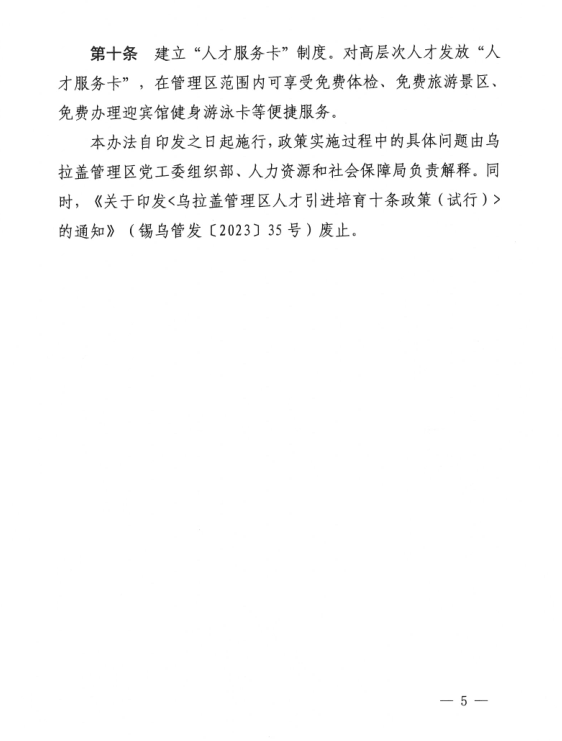 第十条 建立“人才服务卡”制度。对高层次人才发放“人
才服务卡”，在管理区范围内可享受免费体检、免费旅游景区、
免费办理迎宾馆健身游泳卡等便捷服务。
本办法自印发之日起施行,政策实施过程中的具体问题由乌
拉盖管理区党工委组织部、人力资源和社会保障局负责解释。同
时，《关于印发<乌拉盖管理区人才引进培育十条政策（试行）>
的通知》（锡乌管发〔2023〕35 号）废止。
— 5 —